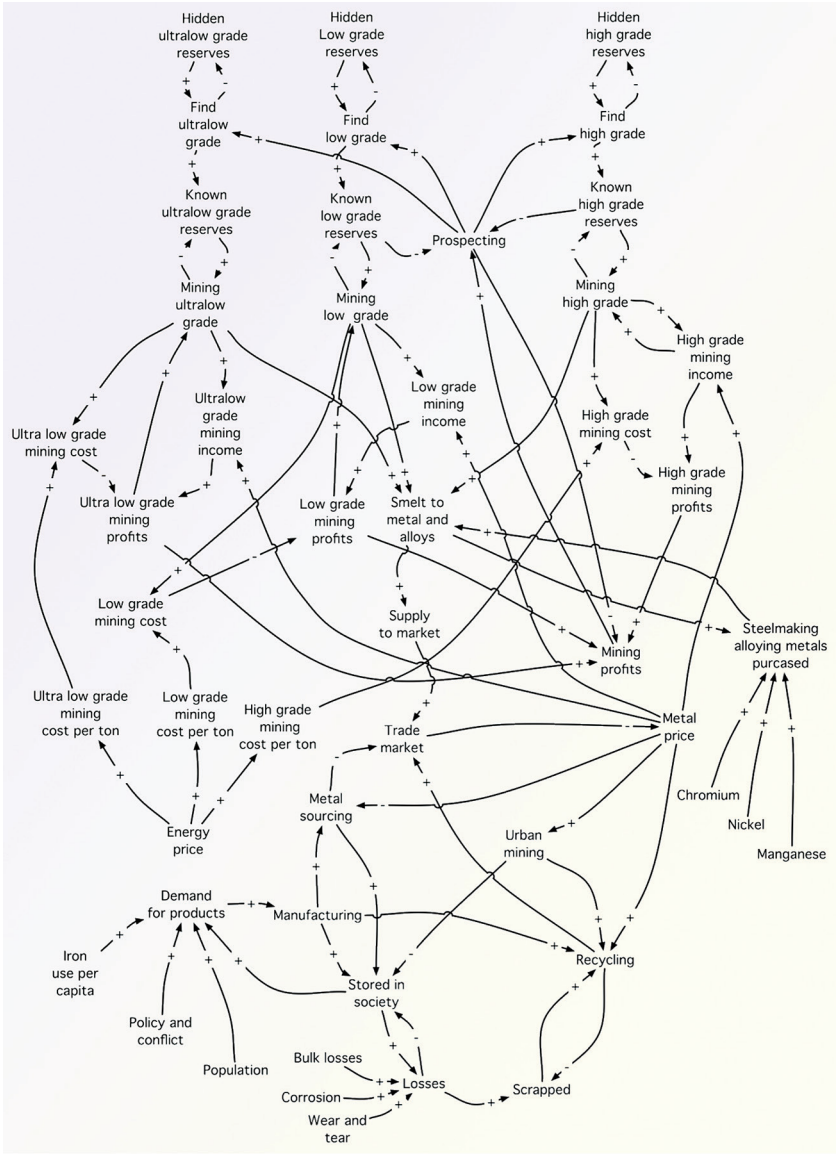 Hidden
ultralow grade
reserves
Hidden
Low grade
reserves
Hidden
high grade
reserves
Find
ultralow
grade
Find
low grade
Find
high grade
Known
ultralow grade
reserves
Known
low grade
reserves
Prospecting
Known
high grade
reserves
Mining
ultralow
grade
Mining
low grade
Mining
high grade
High grade
mining
income
Ultra low grade
mining cost
Ultralow
grade
mining
income
Low grade
mining
income
High grade
mining cost
High grade
mining
profits
Ultra low grade
mining
profits
Low grade
mining
profits
Smelt to
metal and
alloys
Low grade
mining cost
Supply
to market
Mining
profits
Steelmaking
alloying metals
purcased
Ultra low grade
mining
cost per ton
Low grade
mining
cost per ton
High grade
mining
cost per ton
Trade
market
Metal
price
Chromium
Nickel
Manganese
Energy
price
Metal
sourcing
Urban
mining
Demand
for products
Manufacturing
Iron
use per
capita
Policy and
conflict
Population
Stored in
society
Recycling
Bulk losses
Corrosion
Wear and
tear
Losses
Scrapped